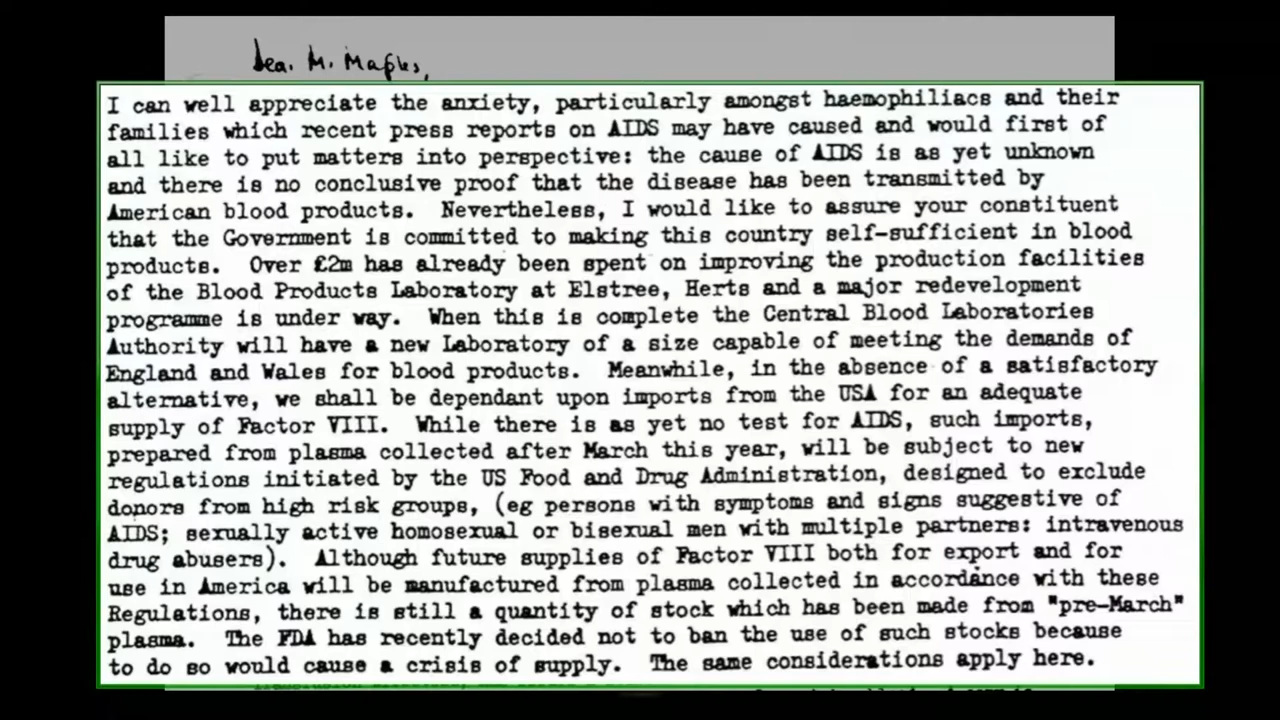 Dear Mr. Maples,
I can well appreciate the anxiety, particularly amongst haemophiliacs and their
families which recent press reports on AIDS may have caused and would first of
all like to put matters into perspective: the cause of AIDS is as yet unknown
and there is no conclusive proof that the disease has been transmitted by
American blood products. Nevertheless, I would like to assure your constituent
that the Government is committed to making this country self-sufficient in blood
products. Over £2m has already been spent on improving the production facilities
of the Blood Products Laboratory at Elstree, Herts and a major redevelopment
programme is under way. When this is complete the Central Blood Laboratories
Authority will have a new Laboratory of a size capable of meeting the demands of
England and Wales for blood products. Meanwhile, in the absence of a satisfactory
alternative, we shall be dependant upon imports from the USA for an adequate
supply of Factor VIII. While there is as yet no test for AIDS, such imports,
prepared from plasma collected after March this year, will be subject to new
regulations initiated by the US Food and Drug Administration, designed to exclude
donors from high risk groups, (eg persons with symptoms and signs suggestive of
AIDS; sexually active homosexual or bisexual men with multiple partners: intravenous
drug abusers). Although future supplies of Factor VIII both for export and for
use in America will be manufactured from plasma collected in accordance with these
Regulations, there is still a quantity of stock which has been made from "pre-March"
plasma. The FDA has recently decided not to ban the use of such stocks because
to do so would cause a crisis of supply. The same considerations apply here.